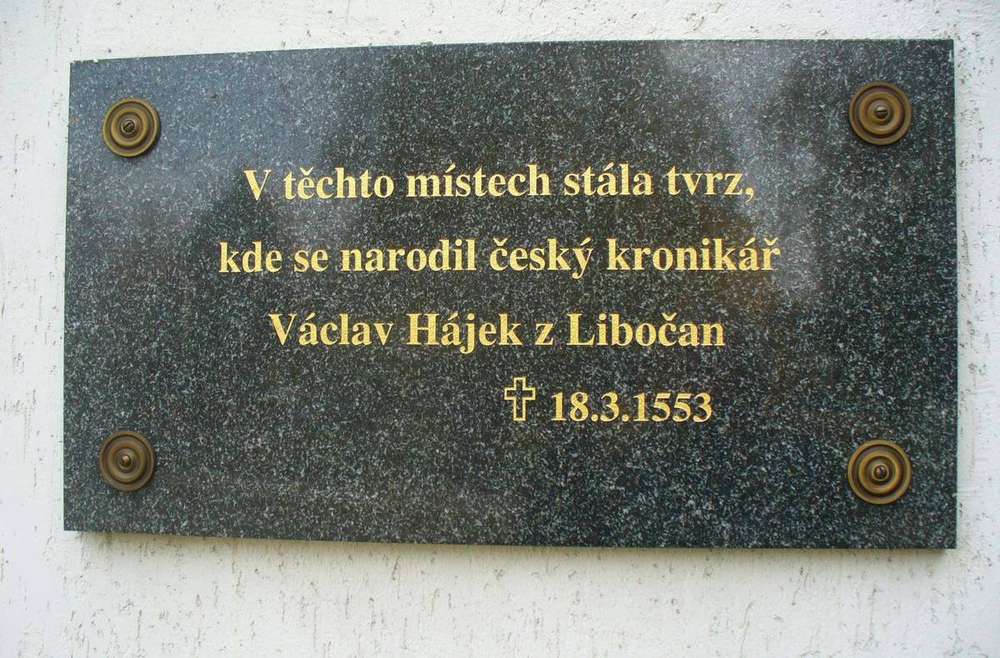 V těchto místech stála tvrz,
kde se narodil český kronikář
Václav Hájek z Libočan
✝ 18.3.1553